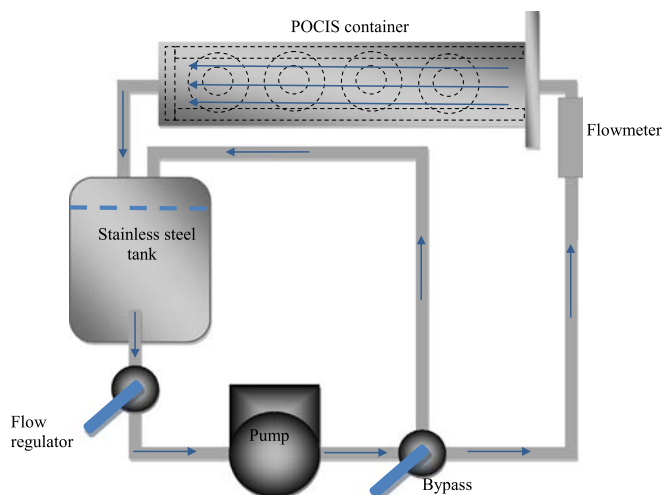 POCIS container
Flowmeter
Stainless steel
tank
Flow
regulator
Pump
Bypass